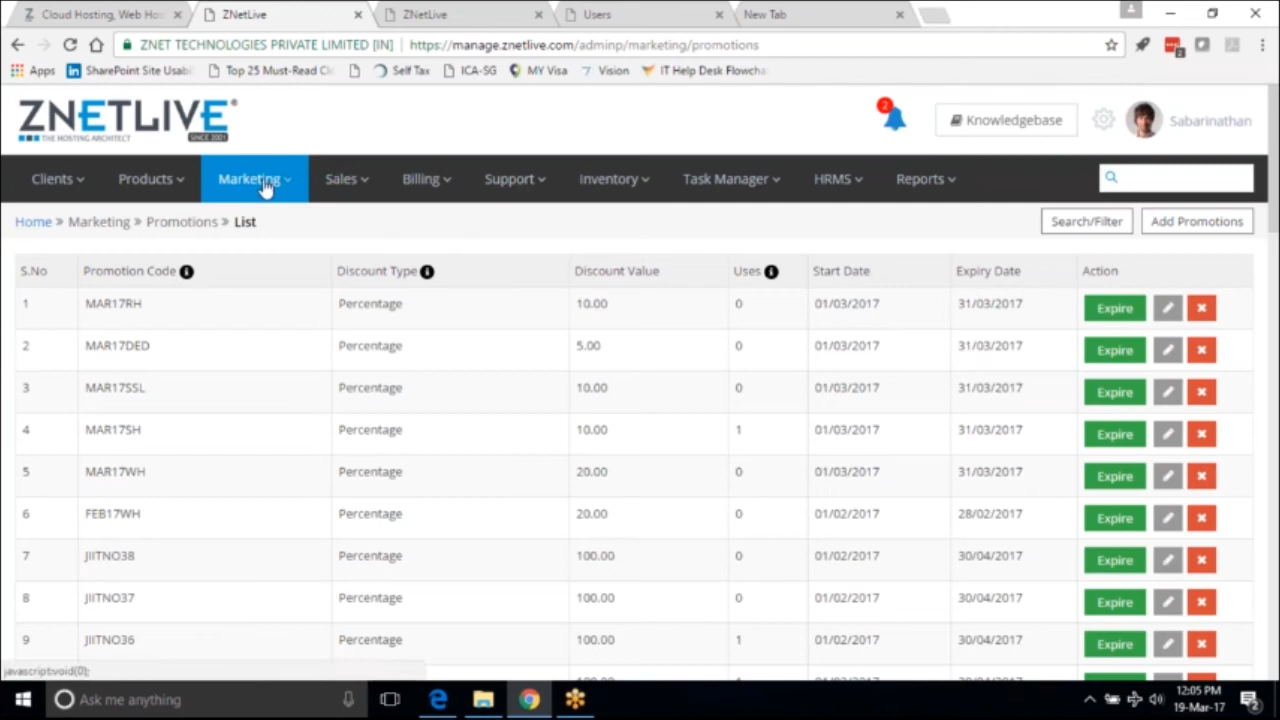 Cloud Hosting, Web Ho
ZNetLive
ZNetLive
Users
New Tab
ZNET TECHNOLOGIES PRIVATE LIMITED [IN] https://manage.znetlive.com/adminp/marketing/promotions
Apps SharePoint Site Usabi Top 25 Must-Read Cl Self Tax ICA-SG MY Visa Vision IT Help Desk Flowcha
ZNETLIVE®
THE HOSTING ARCHITECT SINCE 2001
2 Knowledgebase Sabarinathan
Clients Products Marketing Sales Billing Support Inventory Task Manager HRMS Reports
Home » Marketing » Promotions » List Search/Filter Add Promotions
S.No Promotion Code Discount Type Discount Value Uses Start Date Expiry Date Action
1 MAR17RH Percentage 10.00 0 01/03/2017 31/03/2017 Expire
2 MAR17DED Percentage 5.00 0 01/03/2017 31/03/2017 Expire
3 MAR17SSL Percentage 10.00 0 01/03/2017 31/03/2017 Expire
4 MAR17SH Percentage 10.00 1 01/03/2017 31/03/2017 Expire
5 MAR17WH Percentage 20.00 0 01/03/2017 31/03/2017 Expire
6 FEB17WH Percentage 20.00 0 01/02/2017 28/02/2017 Expire
7 JIITNO38 Percentage 100.00 0 01/02/2017 30/04/2017 Expire
8 JIITNO37 Percentage 100.00 0 01/02/2017 30/04/2017 Expire
9 JIITNO36 Percentage 100.00 1 01/02/2017 30/04/2017 Expire
javascript:void(0);
Ask me anything
12:05 PM
19-Mar-17
2